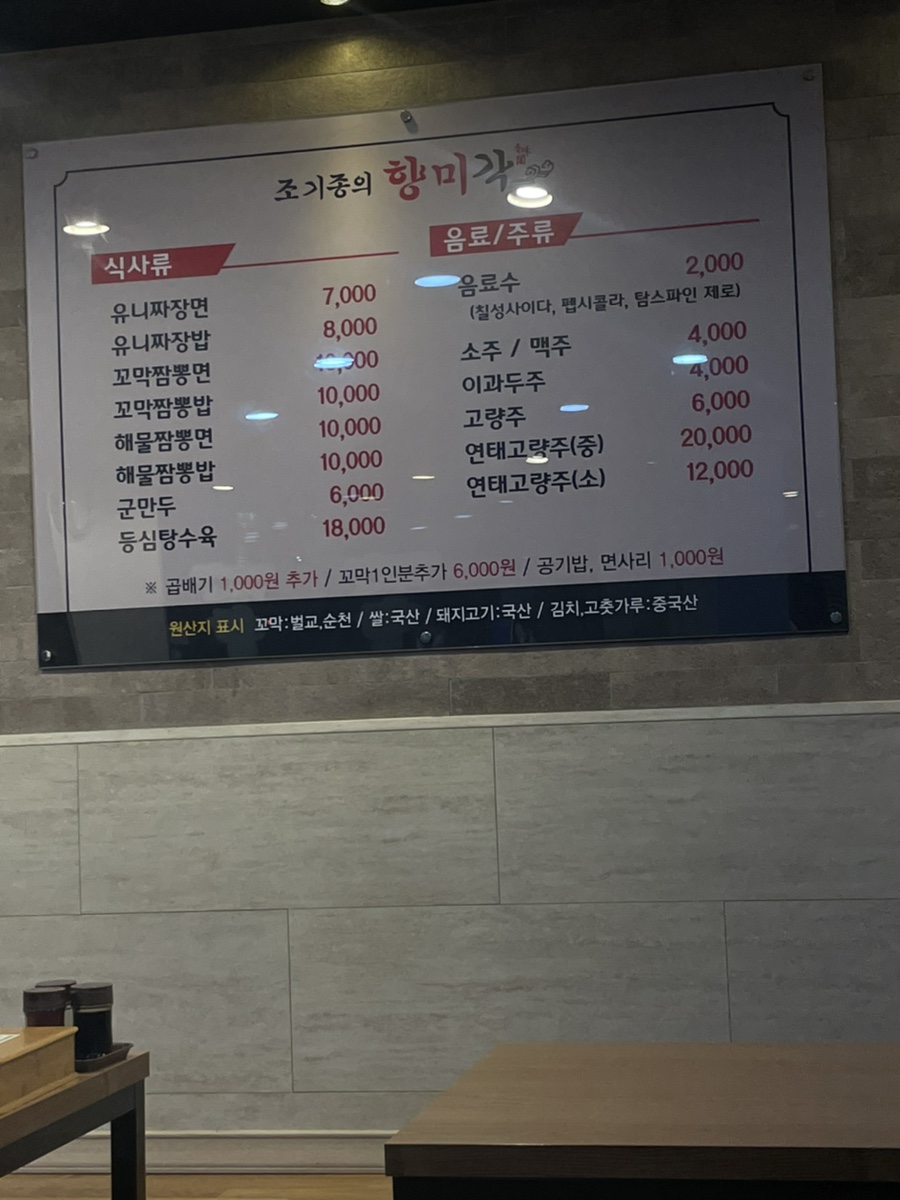 조기종의 향미각
식사류
유니짜장면 7,000
유니짜장밥 8,000
꼬막짬뽕면
꼬막짬뽕밥 10,000
해물짬뽕면 10,000
해물짬뽕밥 10,000
군만두 6,000
등심탕수육 18,000
음료/주류
음료수 2,000
(칠성사이다, 펩시콜라, 탐스파인 제로)
소주 / 맥주 4,000
이과두주 4,000
고량주 6,000
연태고량주(중) 20,000
연태고량주(소) 12,000
※ 곱배기 1,000원 추가 / 꼬막1인분추가 6,000원 / 공기밥, 면사리 1,000원
원산지 표시 꼬막:벌교,순천 / 쌀:국산 / 돼지고기:국산 / 김치,고춧가루:중국산